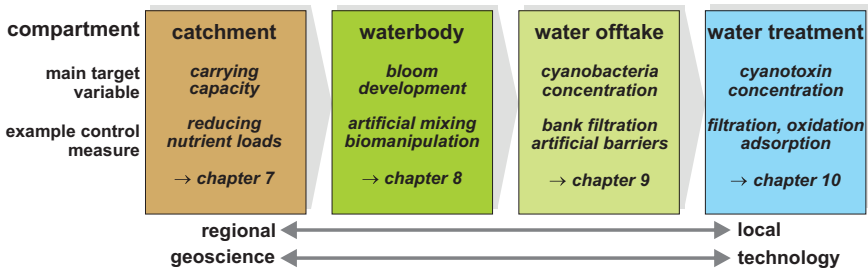 compartment catchment waterbody water offtake water treatment
main target variable
carrying capacity
bloom development
cyanobacteria concentration
cyanotoxin concentration
example control measure
reducing nutrient loads
artificial mixing biomanipulation
bank filtration artificial barriers
filtration, oxidation adsorption
→ chapter 7 → chapter 8 → chapter 9 → chapter 10
regional local
geoscience technology